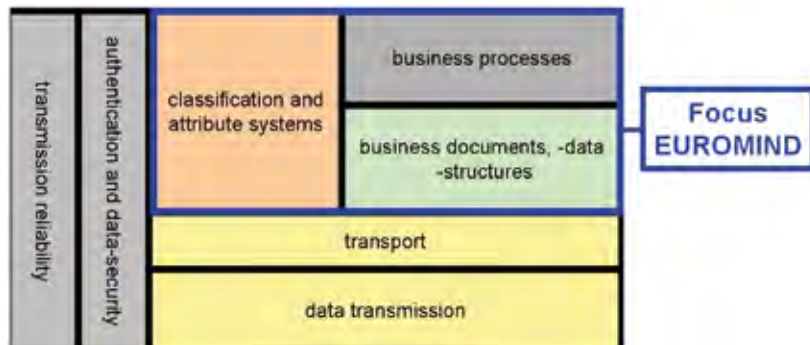 transmission reliability
authentication and data-security
classification and
attribute systems
business processes
business documents, -data
-structures
Focus
EUROMIND
transport
data transmission